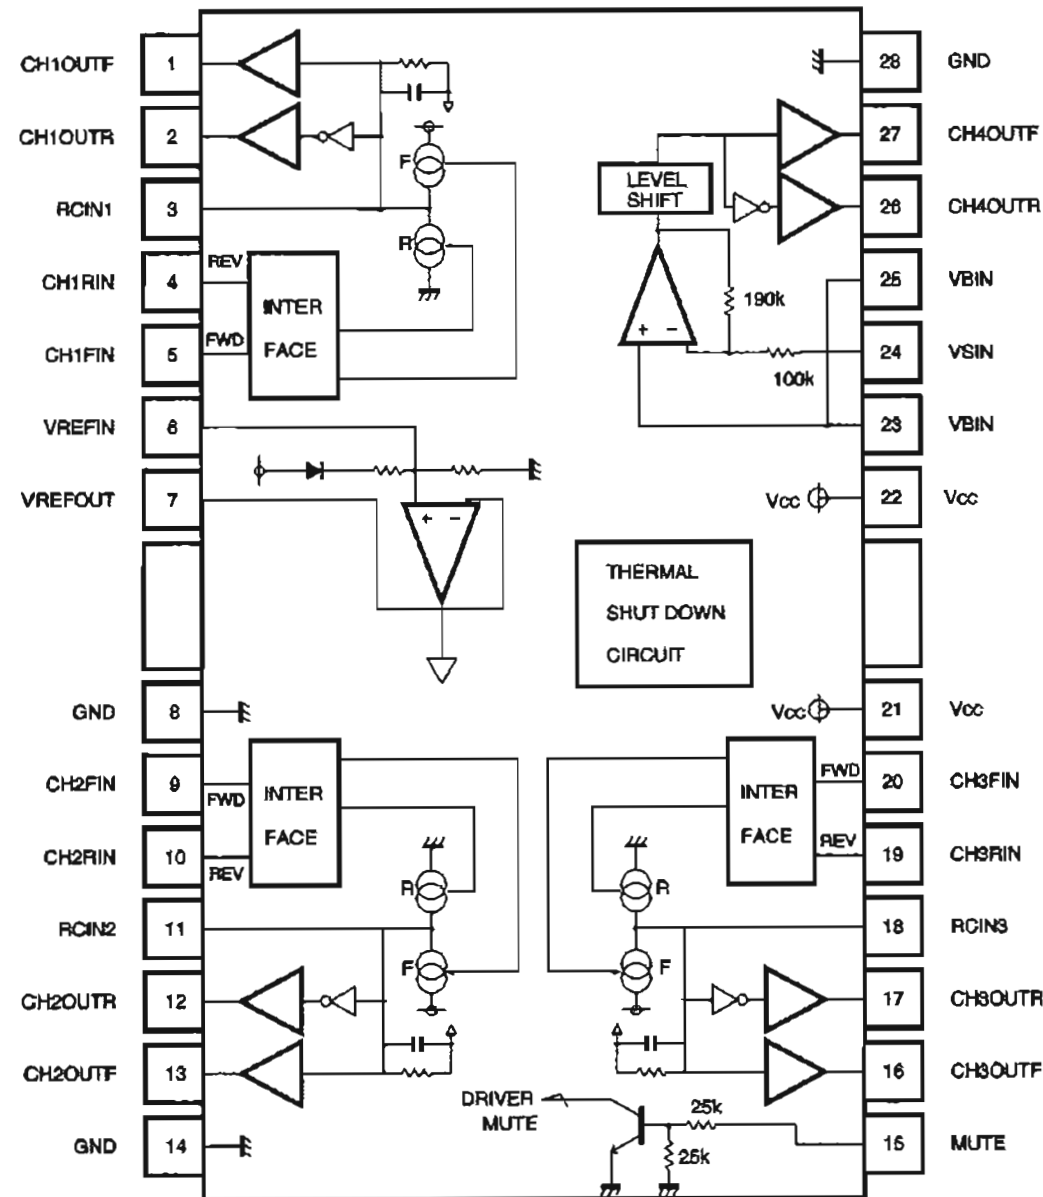 CH1OUTF 1
CH1OUTR 2
RCIN1 3
CH1RIN 4
CH1FIN 5
VREFIN 6
VREFOUT 7
GND 8
CH2FIN 9
CH2RIN 10
RCIN2 11
CH2OUTR 12
CH2OUTF 13
GND 14
F
R
REV
FWD
INTER
FACE
+ −
FWD
REV
INTER
FACE
R
F
LEVEL
SHIFT
190k
+ −
100k
Vcc
THERMAL
SHUT DOWN
CIRCUIT
Vcc
INTER
FACE
FWD
REV
R
F
DRIVER
MUTE
25k
25k
28 GND
27 CH4OUTF
26 CH4OUTR
25 VBIN
24 VSIN
23 VBIN
22 Vcc
21 Vcc
20 CH3FIN
19 CH3RIN
18 RCIN3
17 CH3OUTR
16 CH3OUTF
15 MUTE